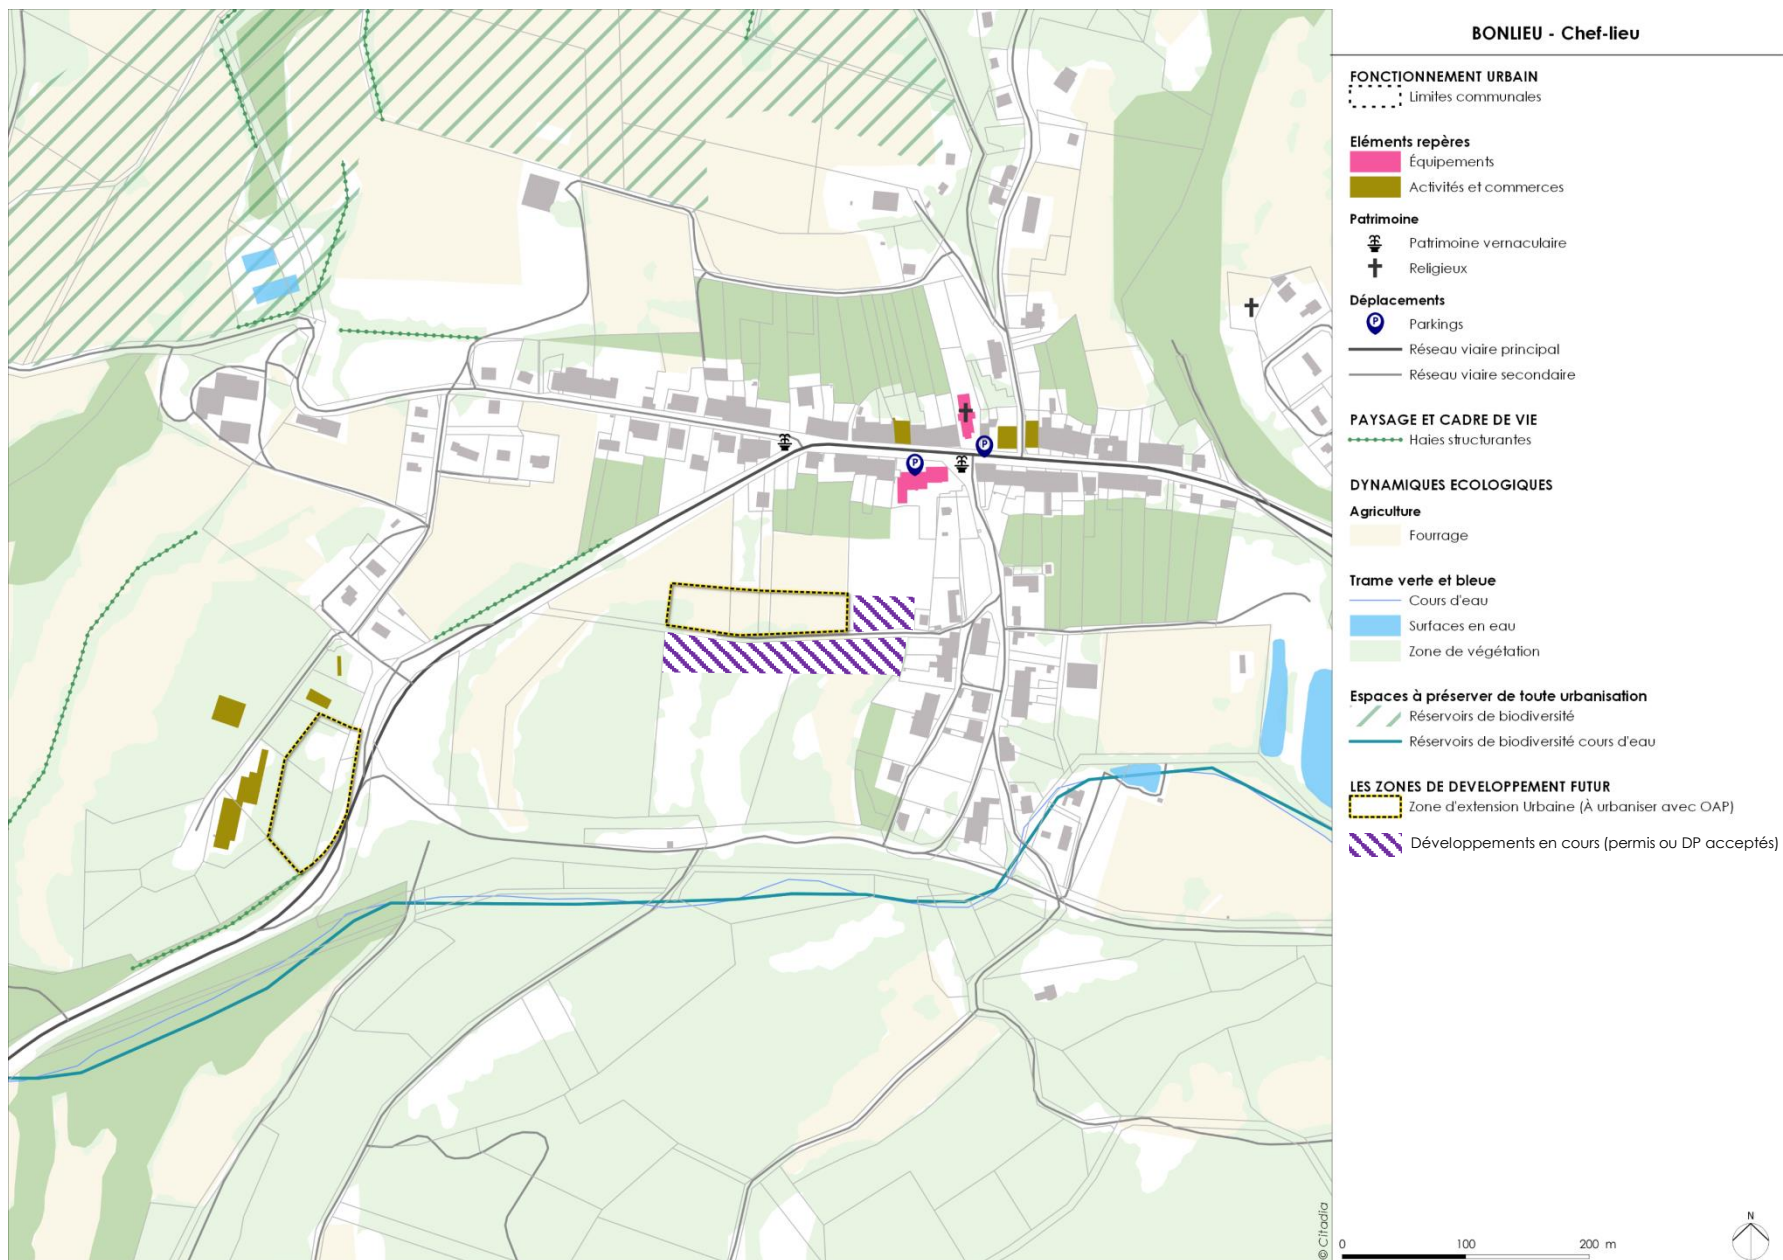 BONLIEU - Chef-lieu
FONCTIONNEMENT URBAIN
Limites communales
Eléments repères
Équipements
Activités et commerces
Patrimoine
Patrimoine vernaculaire
Religieux
Déplacements
P Parkings
Réseau viaire principal
Réseau viaire secondaire
PAYSAGE ET CADRE DE VIE
Haies structurantes
DYNAMIQUES ECOLOGIQUES
Agriculture
Fourrage
Trame verte et bleue
Cours d'eau
Surfaces en eau
Zone de végétation
Espaces à préserver de toute urbanisation
Réservoirs de biodiversité
Réservoirs de biodiversité cours d'eau
LES ZONES DE DEVELOPPEMENT FUTUR
Zone d'extension Urbaine (À urbaniser avec OAP)
Développements en cours (permis ou DP acceptés)
P
P
© Citadia
N
0 100 200 m